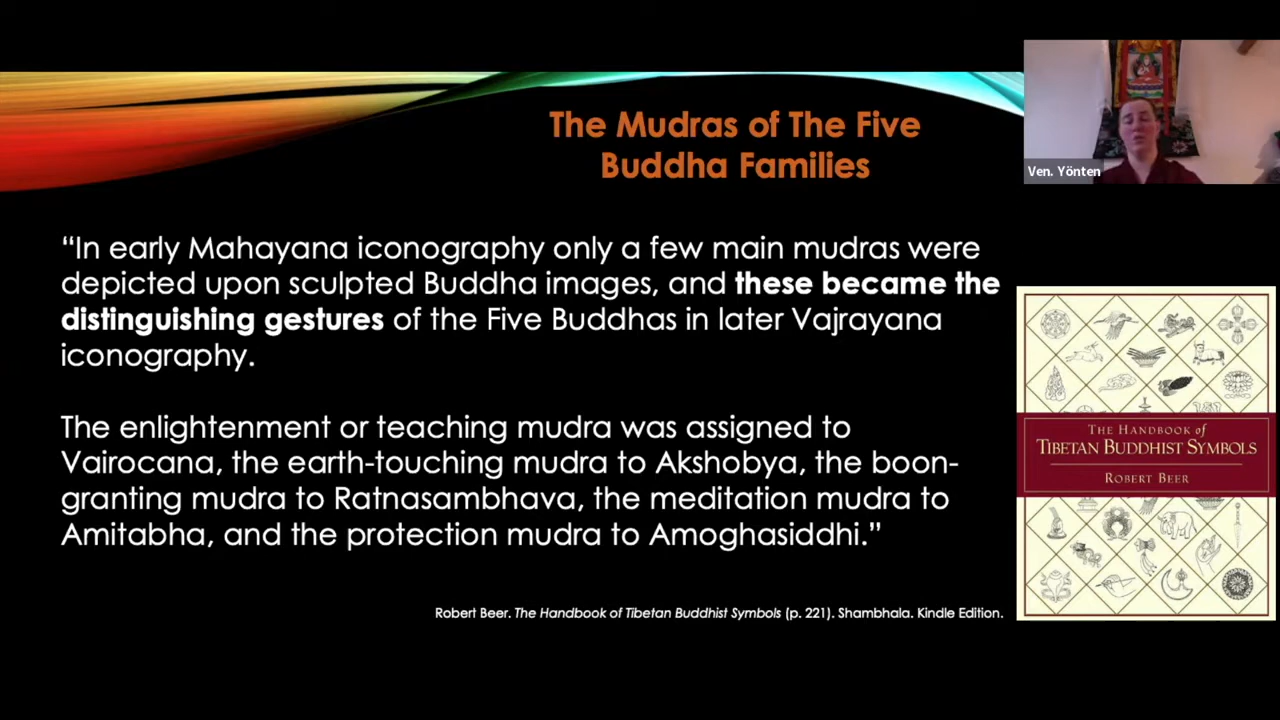 The Mudras of The Five
Buddha Families
Ven. Yönten
“In early Mahayana iconography only a few main mudras were
depicted upon sculpted Buddha images, and these became the
distinguishing gestures of the Five Buddhas in later Vajrayana
iconography.
The enlightenment or teaching mudra was assigned to
Vairocana, the earth-touching mudra to Akshobya, the boon-
granting mudra to Ratnasambhava, the meditation mudra to
Amitabha, and the protection mudra to Amoghasiddhi.”
Robert Beer. The Handbook of Tibetan Buddhist Symbols (p. 221). Shambhala. Kindle Edition.
THE HANDBOOK of
TIBETAN BUDDHIST SYMBOLS
ROBERT BEER